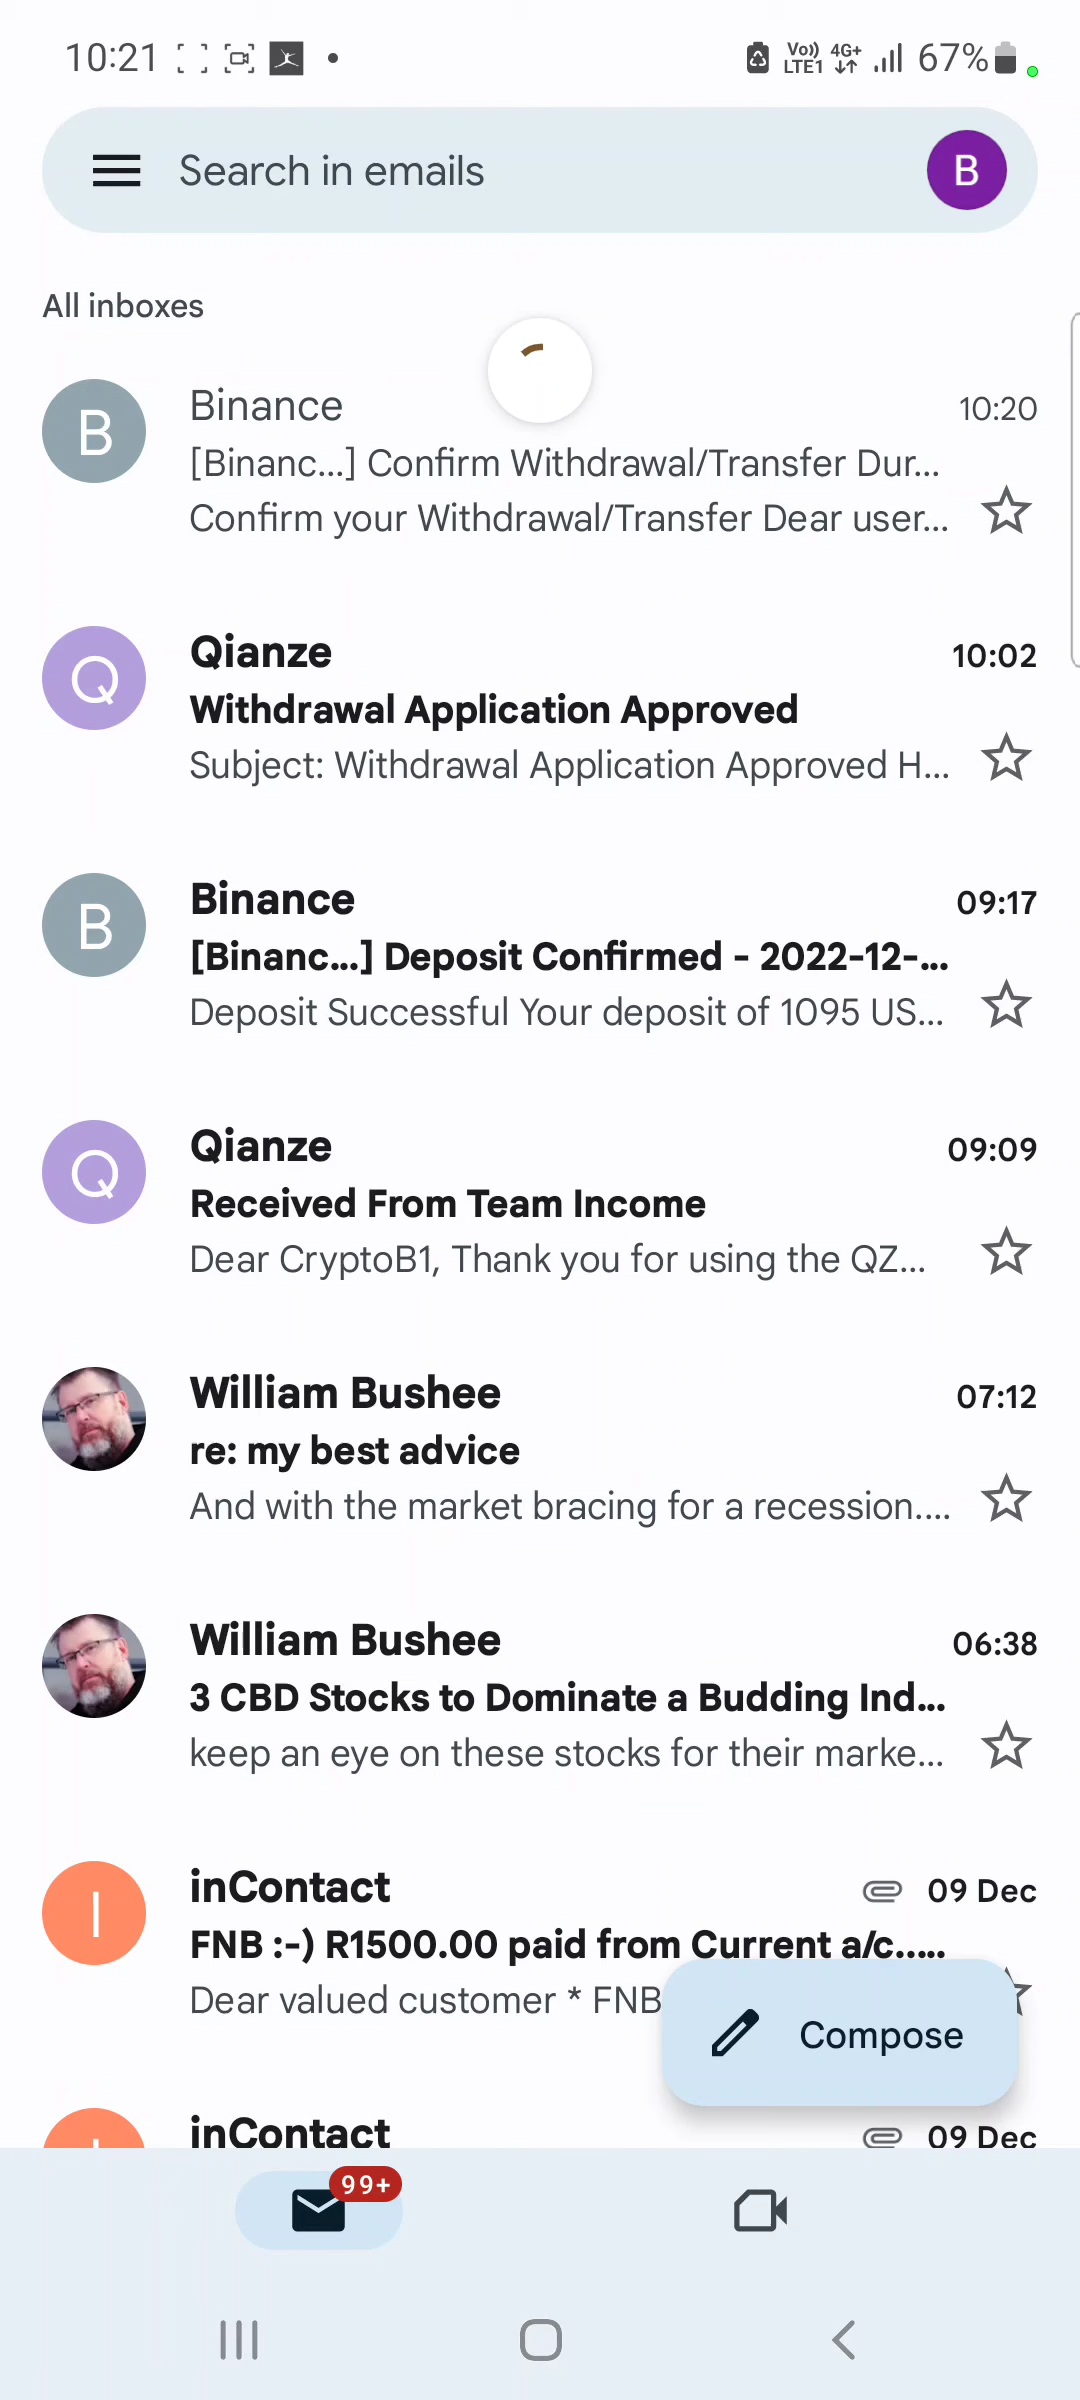 10:21
Vo))
LTE1
4G+
67%
Search in emails
B
All inboxes
B
Binance
10:20
[Binanc...] Confirm Withdrawal/Transfer Dur...
Confirm your Withdrawal/Transfer Dear user...
Q
Qianze
10:02
Withdrawal Application Approved
Subject: Withdrawal Application Approved H...
B
Binance
09:17
[Binanc...] Deposit Confirmed - 2022-12-...
Deposit Successful Your deposit of 1095 US...
Q
Qianze
09:09
Received From Team Income
Dear CryptoB1, Thank you for using the QZ...
William Bushee
07:12
re: my best advice
And with the market bracing for a recession....
William Bushee
06:38
3 CBD Stocks to Dominate a Budding Ind...
keep an eye on these stocks for their marke...
I
inContact
09 Dec
FNB :-) R1500.00 paid from Current a/c.....
Dear valued customer * FNB
Compose
inContact
09 Dec
99+